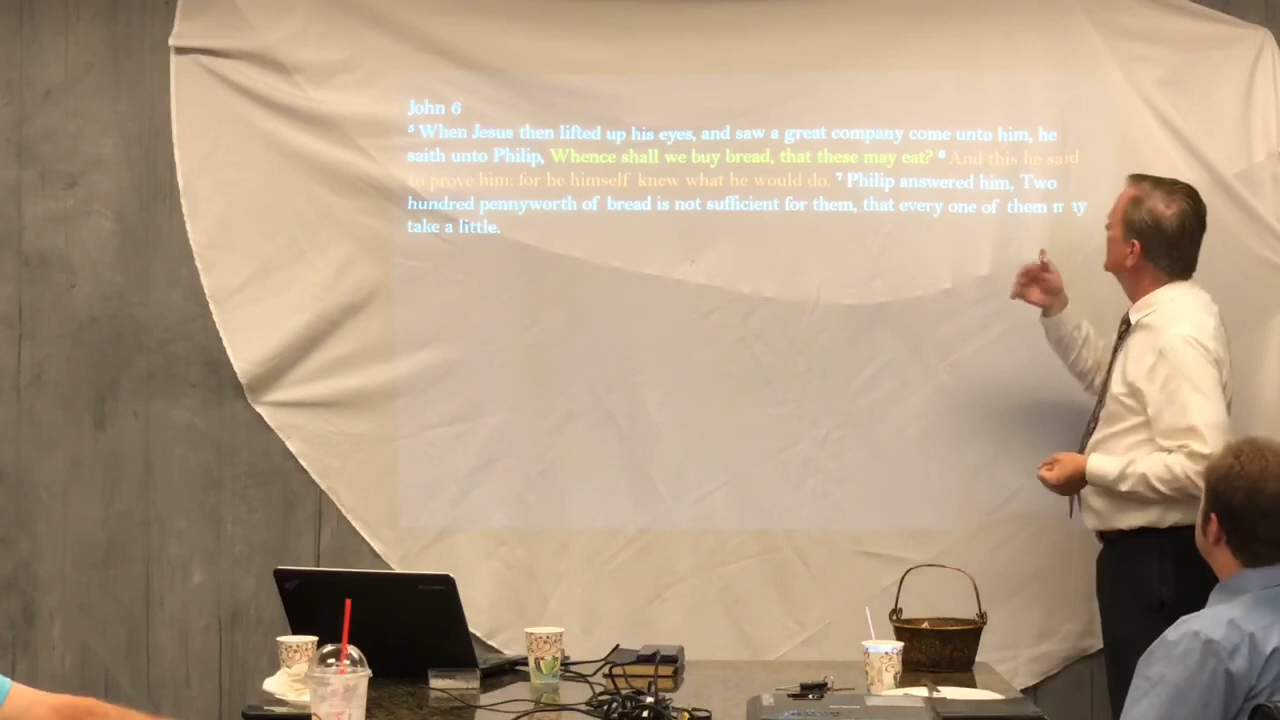 John 6
⁵ When Jesus then lifted up his eyes, and saw a great company come unto him, he
saith unto Philip, Whence shall we buy bread, that these may eat? ⁶ And this he said
to prove him: for he himself knew what he would do. ⁷ Philip answered him, Two
hundred pennyworth of bread is not sufficient for them, that every one of them may
take a little.